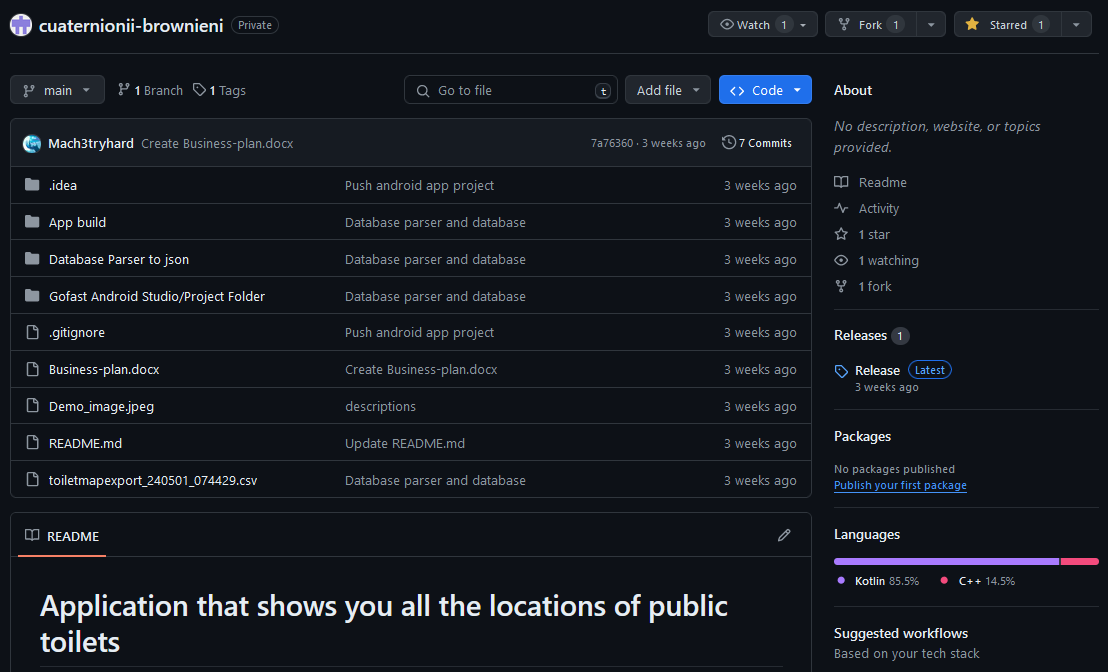 cuaternionii-brownieni Private Watch 1 Fork 1 Starred 1
main 1 Branch 1 Tags Go to file t Add file Code
Mach3tryhard Create Business-plan.docx 7a76360 · 3 weeks ago 7 Commits
.idea Push android app project 3 weeks ago
App build Database parser and database 3 weeks ago
Database Parser to json Database parser and database 3 weeks ago
Gofast Android Studio/Project Folder Database parser and database 3 weeks ago
.gitignore Push android app project 3 weeks ago
Business-plan.docx Create Business-plan.docx 3 weeks ago
Demo_image.jpeg descriptions 3 weeks ago
README.md Update README.md 3 weeks ago
toiletmapexport_240501_074429.csv Database parser and database 3 weeks ago
README
Application that shows you all the locations of public
toilets
About
No description, website, or topics
provided.
Readme
Activity
1 star
1 watching
1 fork
Releases 1
Release Latest
3 weeks ago
Packages
No packages published
Publish your first package
Languages
Kotlin 85.5% C++ 14.5%
Suggested workflows
Based on your tech stack